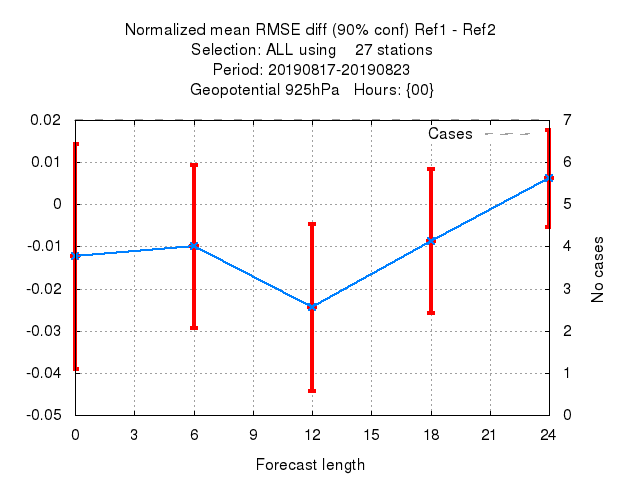 Normalized mean RMSE diff (90% conf) Ref1 - Ref2
Selection: ALL using    27 stations
Period: 20190817-20190823
Geopotential 925hPa   Hours: {00}
0.02
0.01
0
-0.01
-0.02
-0.03
-0.04
-0.05
Cases
7
6
5
4
3
2
1
0
No cases
0 3 6 9 12 15 18 21 24
Forecast length